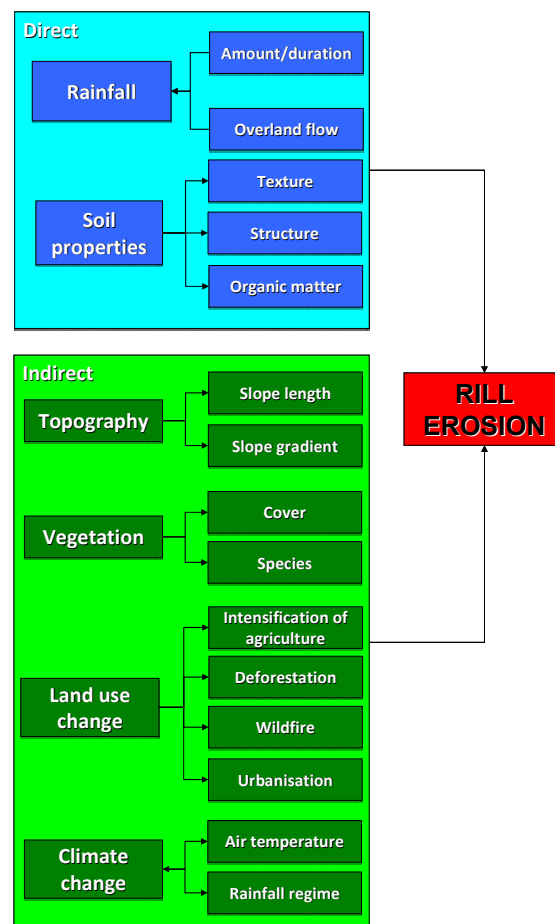 Direct
Rainfall
Amount/duration
Overland flow
Soil
properties
Texture
Structure
Organic matter
Indirect
Topography
Slope length
Slope gradient
Vegetation
Cover
Species
Land use
change
Intensification of
agriculture
Deforestation
Wildfire
Urbanisation
Climate
change
Air temperature
Rainfall regime
RILL
EROSION